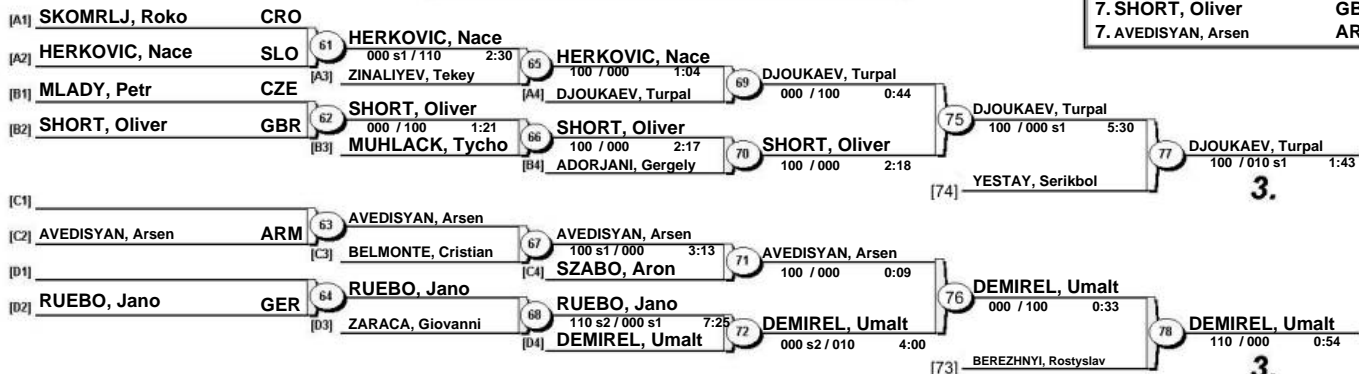 7. SHORT, Oliver GB
7. AVEDISYAN, Arsen AR
[A1] SKOMRLJ, Roko CRO
61 HERKOVIC, Nace
000 s1 / 110 2:30
[A2] HERKOVIC, Nace SLO
[A3] ZINALIYEV, Tekey
65 HERKOVIC, Nace
100 / 000 1:04
[A4] DJOUKAEV, Turpal
69 DJOUKAEV, Turpal
000 / 100 0:44
[B1] MLADY, Petr CZE
62 SHORT, Oliver
000 / 100 1:21
[B2] SHORT, Oliver GBR
[B3] MUHLACK, Tycho
66 SHORT, Oliver
100 / 000 2:17
[B4] ADORJANI, Gergely
70 SHORT, Oliver
100 / 000 2:18
75 DJOUKAEV, Turpal
100 / 000 s1 5:30
[74] YESTAY, Serikbol
77 DJOUKAEV, Turpal
100 / 010 s1 1:43
3.
[C1]
63 AVEDISYAN, Arsen
[C2] AVEDISYAN, Arsen ARM
[C3] BELMONTE, Cristian
67 AVEDISYAN, Arsen
100 s1 / 000 3:13
[C4] SZABO, Aron
71 AVEDISYAN, Arsen
100 / 000 0:09
[D1]
64 RUEBO, Jano
[D2] RUEBO, Jano GER
[D3] ZARACA, Giovanni
68 RUEBO, Jano
110 s2 / 000 s1 7:25
[D4] DEMIREL, Umalt
72 DEMIREL, Umalt
000 s2 / 010 4:00
76 DEMIREL, Umalt
000 / 100 0:33
[73] BEREZHNYI, Rostyslav
78 DEMIREL, Umalt
110 / 000 0:54
3.